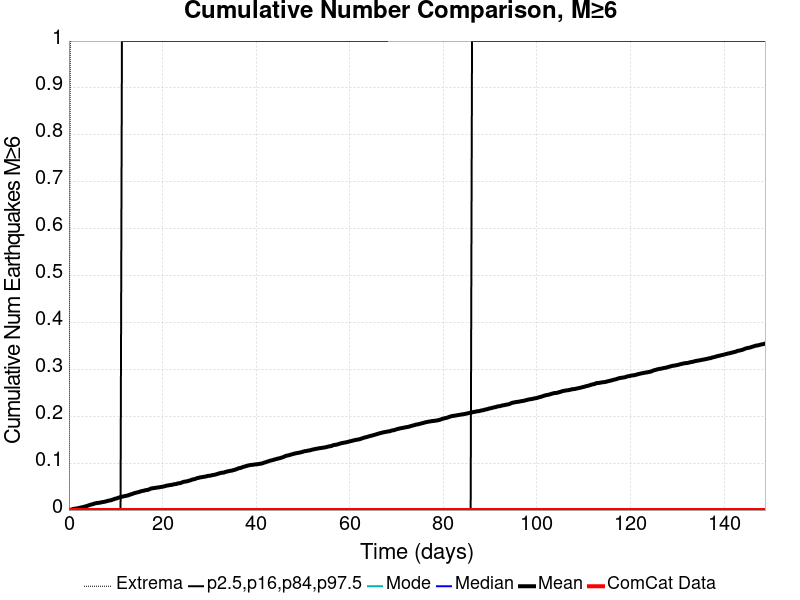 Cumulative Number Comparison, M≥6
Cumulative Num Earthquakes M≥6
1
0.9
0.8
0.7
0.6
0.5
0.4
0.3
0.2
0.1
0
0 20 40 60 80 100 120 140
Time (days)
Extrema p2.5,p16,p84,p97.5 Mode Median Mean ComCat Data